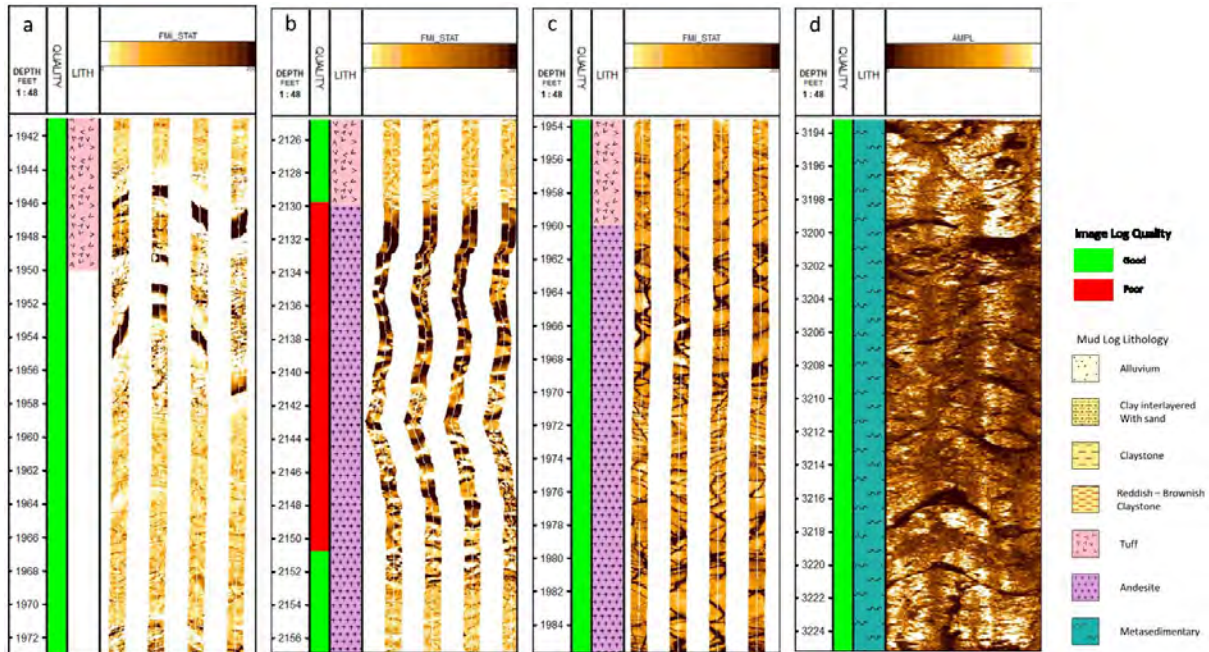 a
FMI_STAT
DEPTH
FEET
1 : 48
QUALITY
LITH
1942
1944
1946
1948
1950
1952
1954
1956
1958
1960
1962
1964
1966
1968
1970
1972
b
FMI_STAT
DEPTH
FEET
1 : 48
QUALITY
LITH
2126
2128
2130
2132
2134
2136
2138
2140
2142
2143
2146
2148
2150
2152
2154
2156
c
FMI_STAT
DEPTH
FEET
1 : 48
QUALITY
LITH
1954
1956
1958
1960
1962
1964
1966
1968
1970
1972
1974
1976
1978
1980
1982
1984
d
AMPL
DEPTH
FEET
1 : 48
QUALITY
LITH
3194
3196
3198
3200
3202
3204
3206
3208
3210
3212
3214
3216
3218
3220
3222
3224
Image Log Quality
Good
Poor
Mud Log Lithology
Alluvium
Clay interlayered
With sand
Claystone
Reddish – Brownish
Claystone
Tuff
Andesite
Metasedimentary